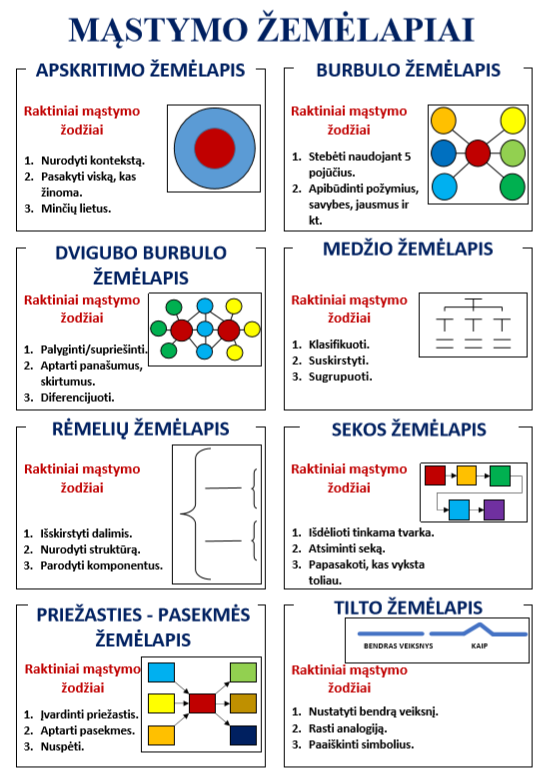 MĄSTYMO ŽEMĖLAPIAI
APSKRITIMO ŽEMĖLAPIS
Raktiniai mąstymo
žodžiai
1. Nurodyti kontekstą.
2. Pasakyti viską, kas
žinoma.
3. Minčių lietus.
BURBULO ŽEMĖLAPIS
Raktiniai mąstymo
žodžiai
1. Stebėti naudojant 5
pojūčius.
2. Apibūdinti požymius,
savybes, jausmus ir
kt.
DVIGUBO BURBULO
ŽEMĖLAPIS
Raktiniai mąstymo
žodžiai
1. Palyginti/supriešinti.
2. Aptarti panašumus,
skirtumus.
3. Diferencijuoti.
MEDŽIO ŽEMĖLAPIS
Raktiniai mąstymo
žodžiai
1. Klasifikuoti.
2. Suskirstyti.
3. Sugrupuoti.
RĖMELIŲ ŽEMĖLAPIS
Raktiniai mąstymo
žodžiai
1. Išskirstyti dalimis.
2. Nurodyti struktūrą.
3. Parodyti komponentus.
SEKOS ŽEMĖLAPIS
Raktiniai mąstymo
žodžiai
1. Išdėlioti tinkama tvarka.
2. Atsiminti seką.
3. Papasakoti, kas vyksta
toliau.
PRIEŽASTIES - PASEKMĖS
ŽEMĖLAPIS
Raktiniai mąstymo
žodžiai
1. Įvardinti priežastis.
2. Aptarti pasekmes.
3. Nuspėti.
TILTO ŽEMĖLAPIS
BENDRAS VEIKSNYS KAIP
Raktiniai mąstymo
žodžiai
1. Nustatyti bendrą veiksnį.
2. Rasti analogiją.
3. Paaiškinti simbolius.